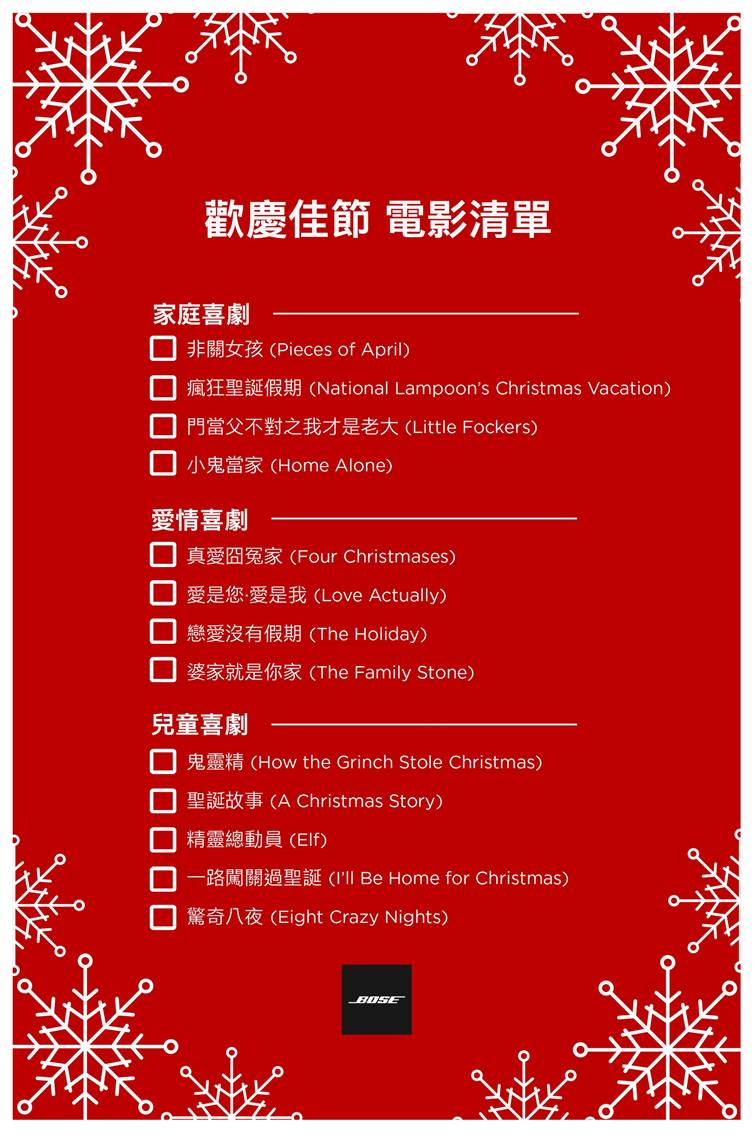 歡慶佳節 電影清單
家庭喜劇
非關女孩 (Pieces of April)
瘋狂聖誕假期 (National Lampoon’s Christmas Vacation)
門當父不對之我才是老大 (Little Fockers)
小鬼當家 (Home Alone)
愛情喜劇
真愛囧冤家 (Four Christmases)
愛是您·愛是我 (Love Actually)
戀愛沒有假期 (The Holiday)
婆家就是你家 (The Family Stone)
兒童喜劇
鬼靈精 (How the Grinch Stole Christmas)
聖誕故事 (A Christmas Story)
精靈總動員 (Elf)
一路闖關過聖誕 (I’ll Be Home for Christmas)
驚奇八夜 (Eight Crazy Nights)
BOSE